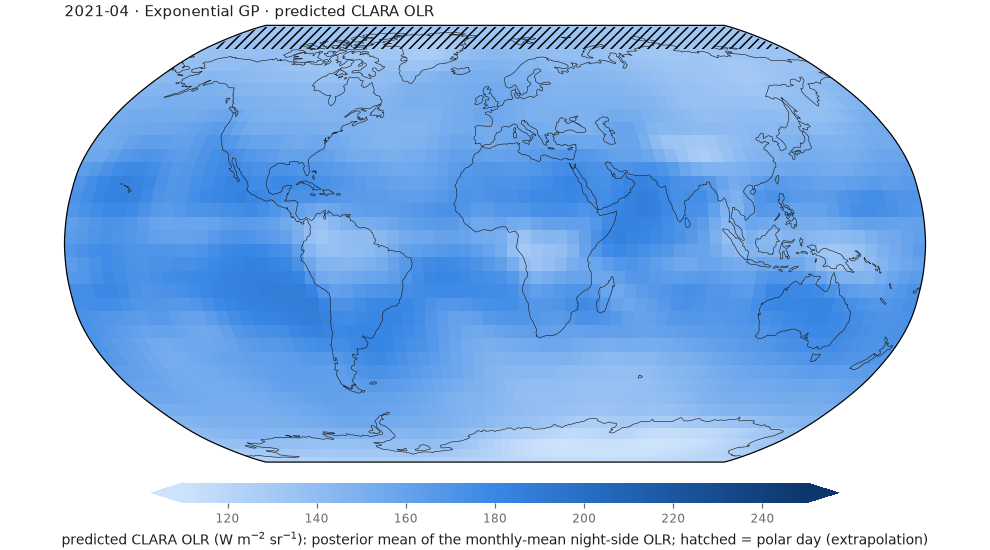 2021-04 · Exponential GP · predicted CLARA OLR
120 140 160 180 200 220 240
predicted CLARA OLR (W m⁻² sr⁻¹): posterior mean of the monthly-mean night-side OLR; hatched = polar day (extrapolation)